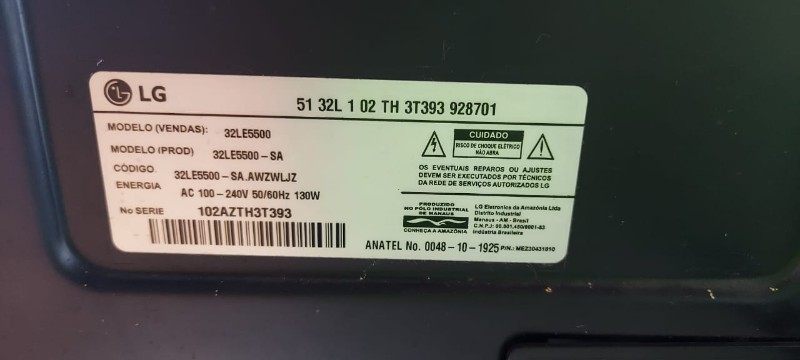 LG
51 32L 1 02 TH 3T393 928701
MODELO (VENDAS): 32LE5500
MODELO (PROD) 32LE5500-SA
CÓDIGO 32LE5500-SA.AWZWLJZ
ENERGIA AC 100-240V 50/60Hz 130W
No SERIE 102AZTH3T393
CUIDADO
RISCO DE CHOQUE ELÉTRICO
NÃO ABRA
OS EVENTUAIS REPAROS OU AJUSTES
DEVEM SER EXECUTADOS POR TÉCNICOS
DA REDE DE SERVIÇOS AUTORIZADOS LG
PRODUZIDO
NO POLO INDUSTRIAL
DE MANAUS
CONHEÇA A AMAZÔNIA
LG Eletronics da Amazônia Ltda
Distrito Industrial
Manaus - AM - Brasil
C.N.P.J:
Indústria Brasileira
ANATEL No. 0048-10-1925 P/N.: MEZ30431810